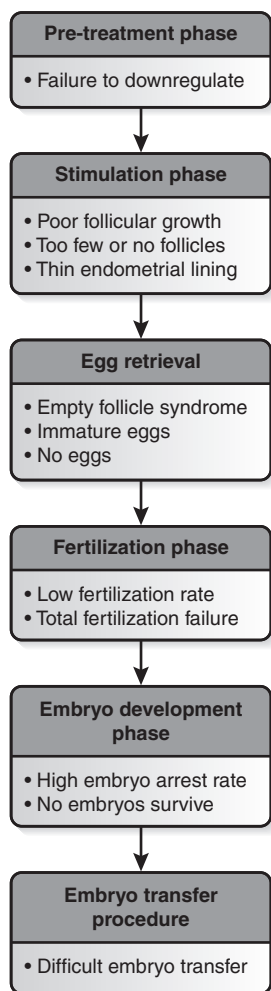 Pre-treatment phase
• Failure to downregulate
Stimulation phase
• Poor follicular growth
• Too few or no follicles
• Thin endometrial lining
Egg retrieval
• Empty follicle syndrome
• Immature eggs
• No eggs
Fertilization phase
• Low fertilization rate
• Total fertilization failure
Embryo development
phase
• High embryo arrest rate
• No embryos survive
Embryo transfer
procedure
• Difficult embryo transfer